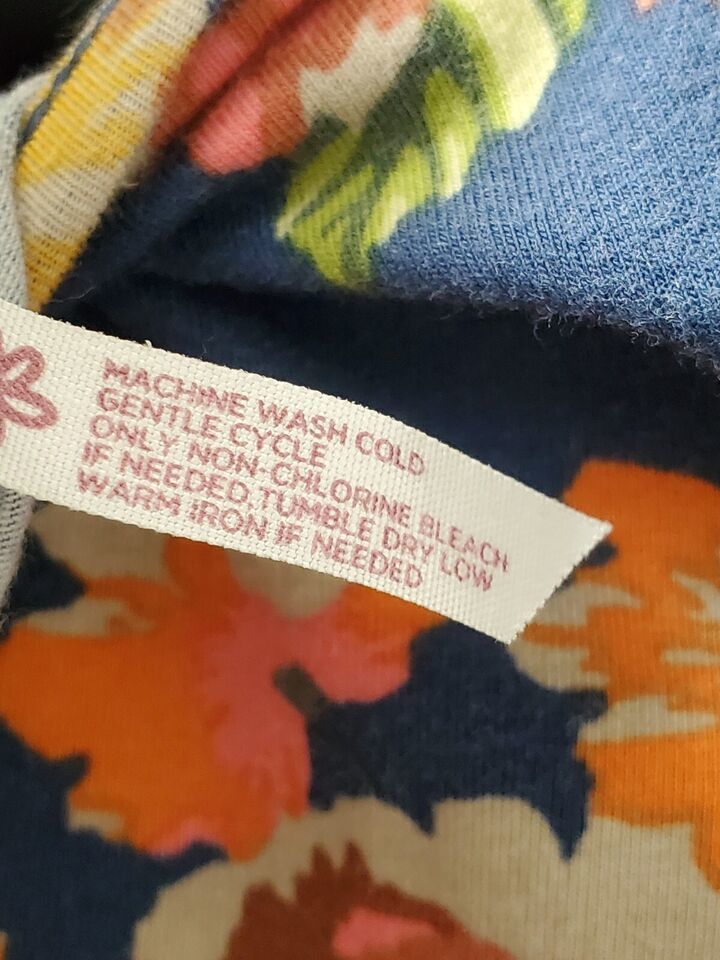 MACHINE WASH COLD
GENTLE CYCLE
ONLY NON-CHLORINE BLEACH
IF NEEDED, TUMBLE DRY LOW
WARM IRON IF NEEDED